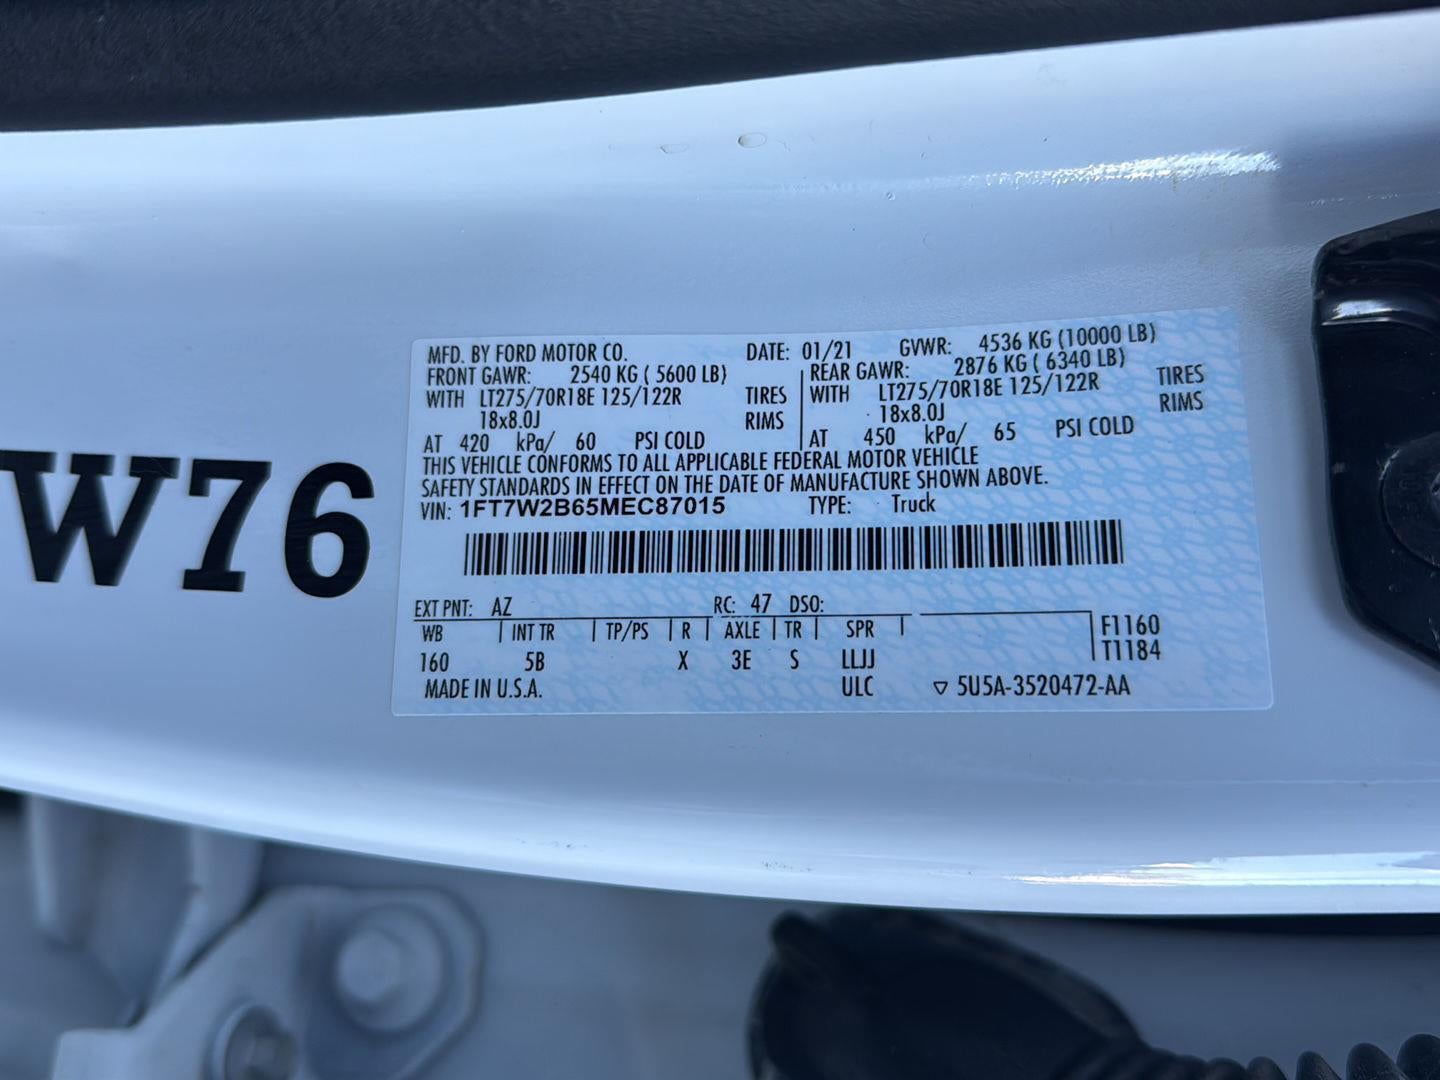 W76
MFD. BY FORD MOTOR CO. DATE: 01/21 GVWR: 4536 KG (10000 LB)
FRONT GAWR: 2540 KG ( 5600 LB) REAR GAWR: 2876 KG ( 6340 LB)
WITH LT275/70R18E 125/122R TIRES WITH LT275/70R18E 125/122R TIRES
18x8.0J RIMS 18x8.0J RIMS
AT 420 kPa/ 60 PSI COLD AT 450 kPa/ 65 PSI COLD
THIS VEHICLE CONFORMS TO ALL APPLICABLE FEDERAL MOTOR VEHICLE
SAFETY STANDARDS IN EFFECT ON THE DATE OF MANUFACTURE SHOWN ABOVE.
VIN: 1FT7W2B65MEC87015 TYPE: Truck
EXT PNT: AZ RC: 47 DSO:
WB INT TR TP/PS R AXLE TR SPR F1160
160 5B X 3E S LLJJ T1184
MADE IN U.S.A. ULC ▽ 5U5A-3520472-AA